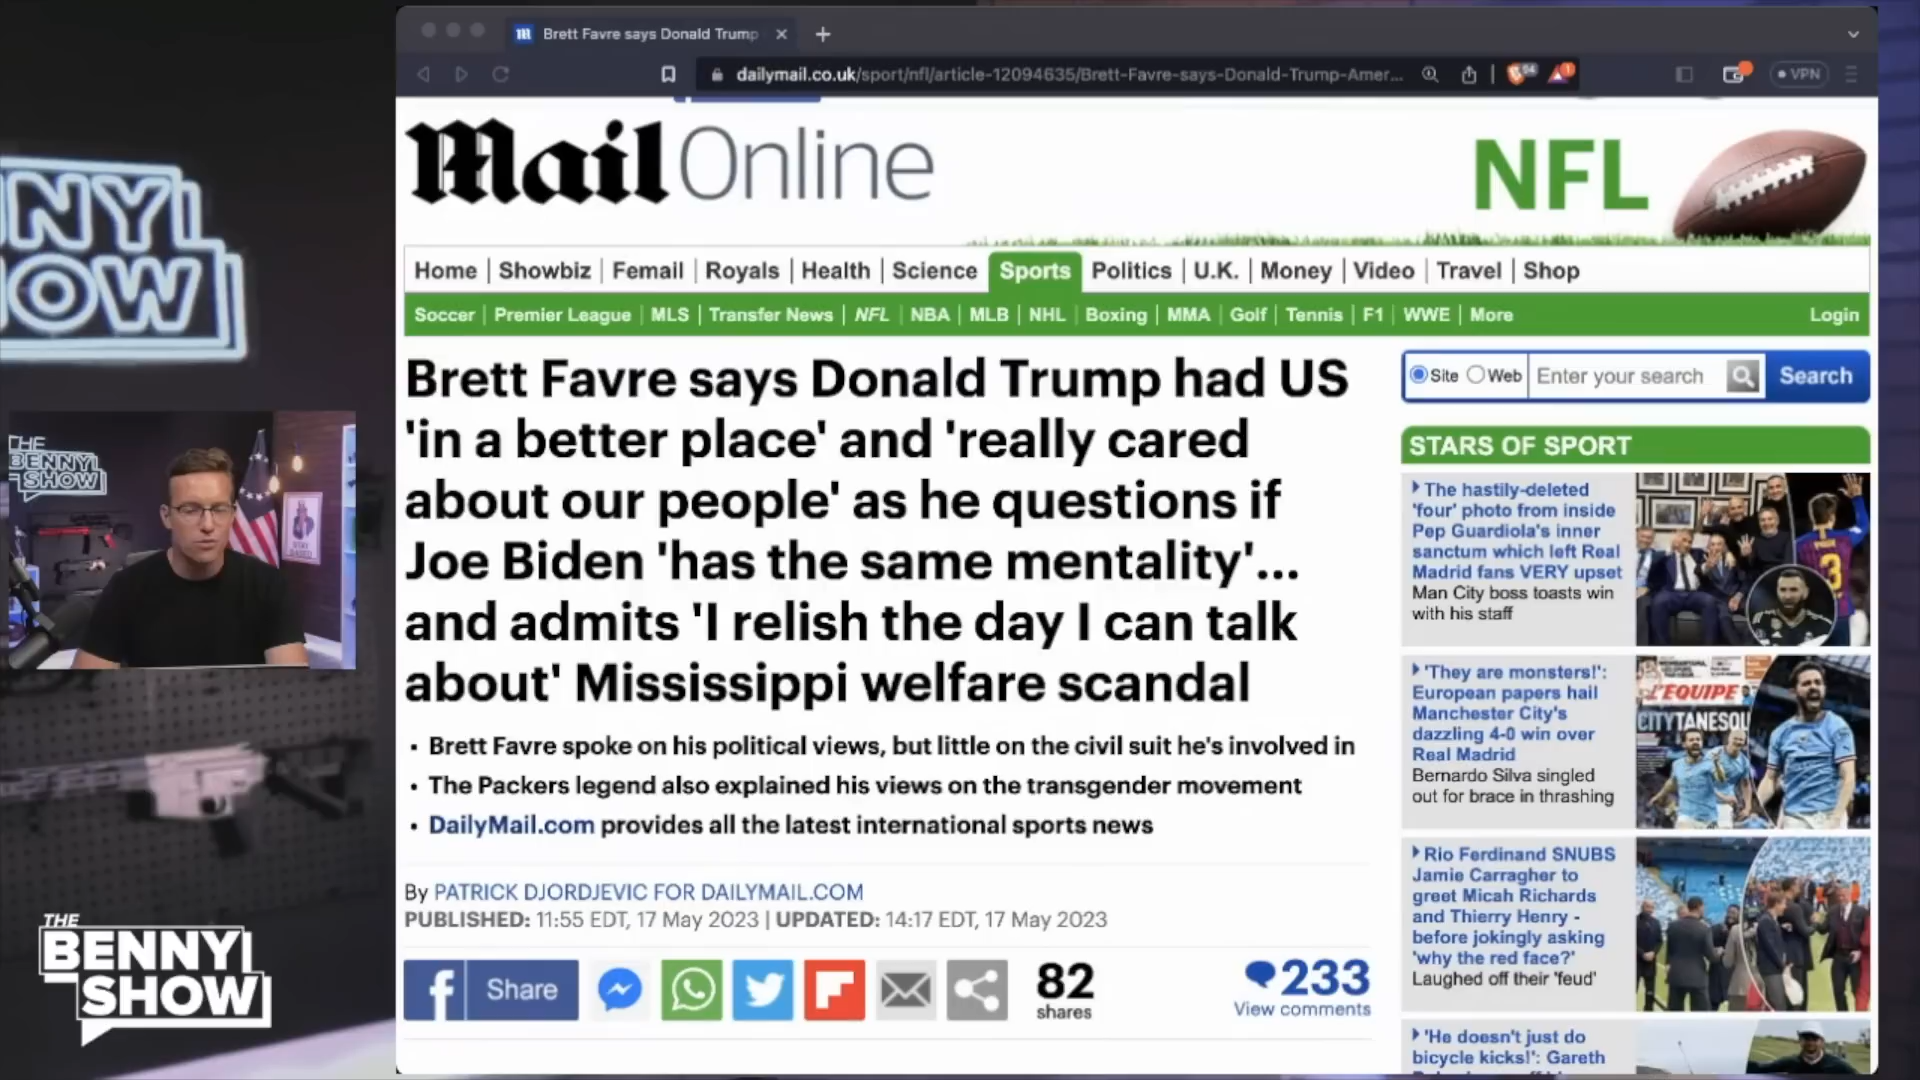 Brett Favre says Donald Trump
dailymail.co.uk/sport/nfl/article-12094635/Brett-Favre-says-Donald-Trump-Amer...
VPN
Mail Online
NFL
Home | Showbiz | Femail | Royals | Health | Science | Sports | Politics | U.K. | Money | Video | Travel | Shop
Soccer | Premier League | MLS | Transfer News | NFL | NBA | MLB | NHL | Boxing | MMA | Golf | Tennis | F1 | WWE | More
Login
Brett Favre says Donald Trump had US
'in a better place' and 'really cared
about our people' as he questions if
Joe Biden 'has the same mentality'...
and admits 'I relish the day I can talk
about' Mississippi welfare scandal
• Brett Favre spoke on his political views, but little on the civil suit he's involved in
• The Packers legend also explained his views on the transgender movement
• DailyMail.com provides all the latest international sports news
By PATRICK DJORDJEVIC FOR DAILYMAIL.COM
PUBLISHED: 11:55 EDT, 17 May 2023 | UPDATED: 14:17 EDT, 17 May 2023
Share
82
shares
233
View comments
Site Web Enter your search Search
STARS OF SPORT
The hastily-deleted
'four' photo from inside
Pep Guardiola's inner
sanctum which left Real
Madrid fans VERY upset
Man City boss toasts win
with his staff
3
'They are monsters!':
European papers hail
Manchester City's
dazzling 4-0 win over
Real Madrid
Bernardo Silva singled
out for brace in thrashing
L'EQUIPE
CITY
Rio Ferdinand SNUBS
Jamie Carragher to
greet Micah Richards
and Thierry Henry -
before jokingly asking
'why the red face?'
Laughed off their 'feud'
'He doesn't just do
bicycle kicks!': Gareth
NNY
OW
THE
BENNY
SHOW
THE
BENNY
SHOW